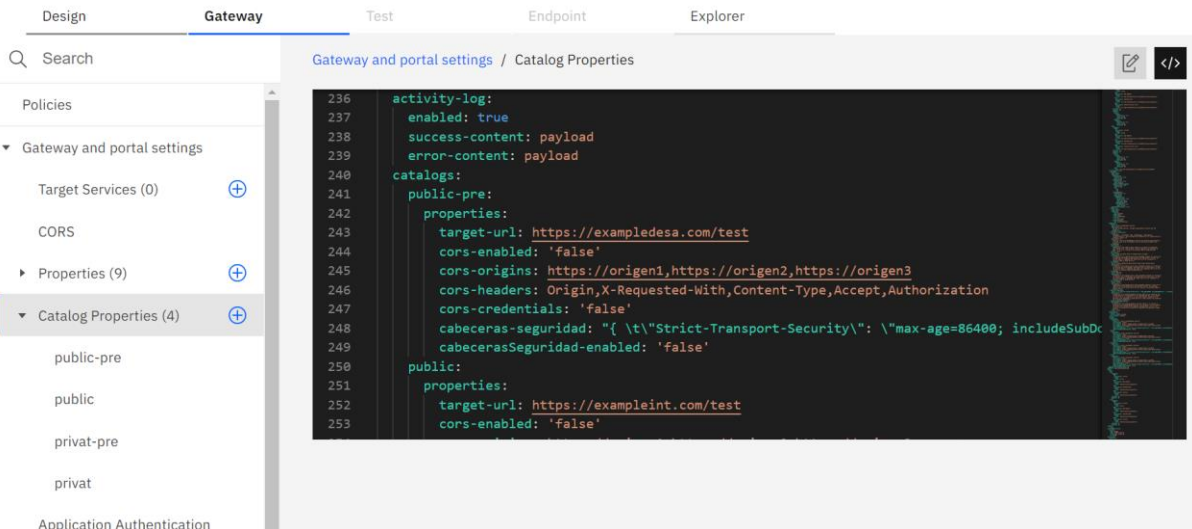 Design Gateway Test Endpoint Explorer
Search
Policies
Gateway and portal settings
Target Services (0)
CORS
Properties (9)
Catalog Properties (4)
public-pre
public
privat-pre
privat
Application Authentication
Gateway and portal settings / Catalog Properties
</>
236 activity-log:
237 enabled: true
238 success-content: payload
239 error-content: payload
240 catalogs:
241 public-pre:
242 properties:
243 target-url: https://exampledesa.com/test
244 cors-enabled: 'false'
245 cors-origins: https://origen1,https://origen2,https://origen3
246 cors-headers: Origin,X-Requested-With,Content-Type,Accept,Authorization
247 cors-credentials: 'false'
248 cabeceras-seguridad: "{ \t\"Strict-Transport-Security\": \"max-age=86400; includeSubDo
249 cabecerasSeguridad-enabled: 'false'
250 public:
251 properties:
252 target-url: https://exampleint.com/test
253 cors-enabled: 'false'